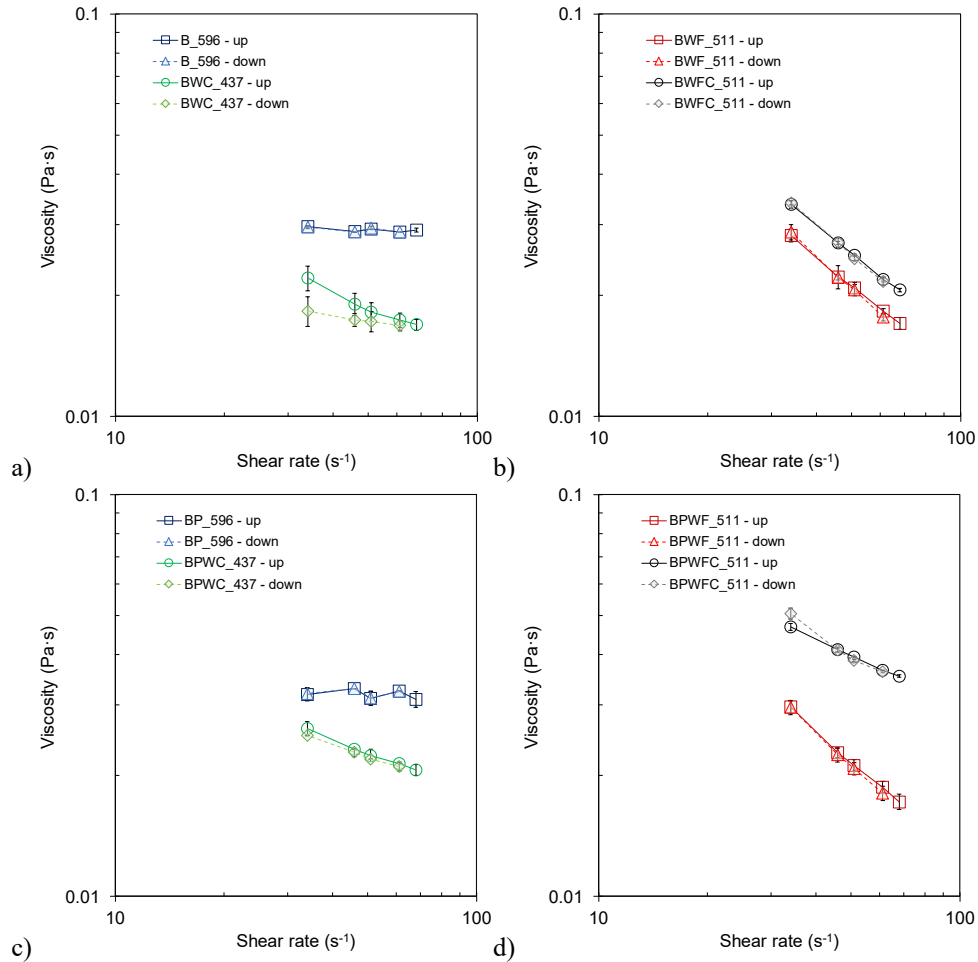 0.1
B_596 - up
B_596 - down
BWC_437 - up
BWC_437 - down
Viscosity (Pa·s)
0.01
10
100
Shear rate (s⁻¹)
a)
0.1
BWF_511 - up
BWF_511 - down
BWFC_511 - up
BWFC_511 - down
Viscosity (Pa·s)
0.01
10
100
Shear rate (s⁻¹)
b)
0.1
BP_596 - up
BP_596 - down
BPWC_437 - up
BPWC_437 - down
Viscosity (Pa·s)
0.01
10
100
Shear rate (s⁻¹)
c)
0.1
BPWF_511 - up
BPWF_511 - down
BPWFC_511 - up
BPWFC_511 - down
Viscosity (Pa·s)
0.01
10
100
Shear rate (s⁻¹)
d)